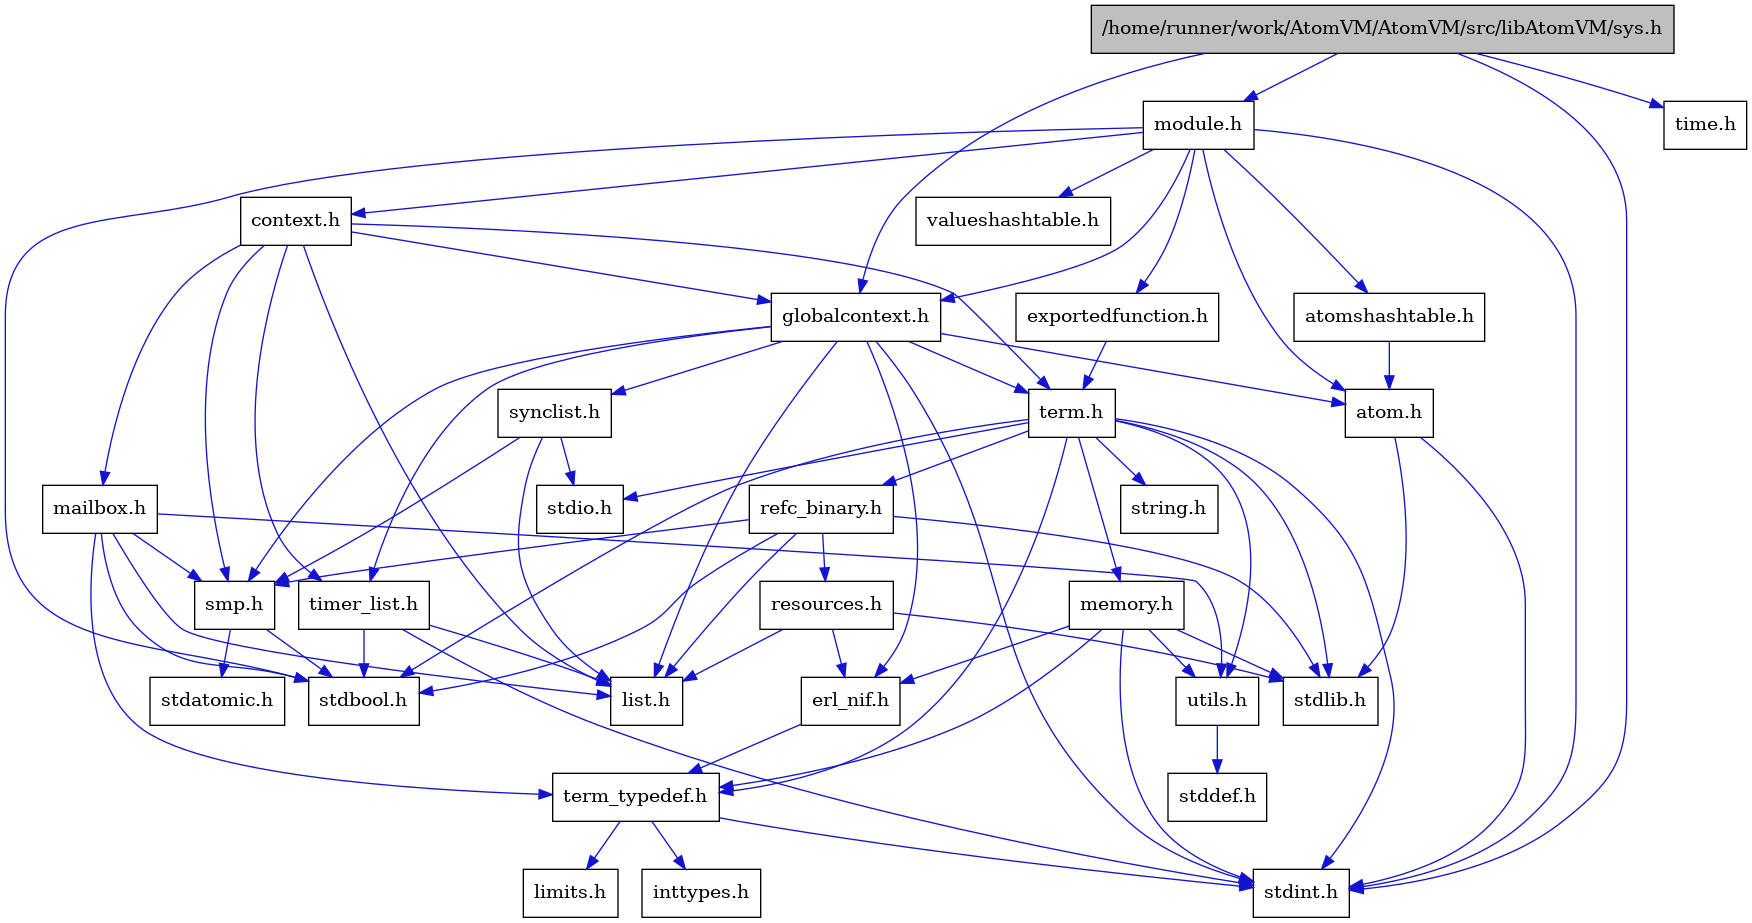 /home/runner/work/AtomVM/AtomVM/src/libAtomVM/sys.h
module.h
time.h
context.h
valueshashtable.h
globalcontext.h
exportedfunction.h
atomshashtable.h
synclist.h
term.h
atom.h
mailbox.h
stdio.h
refc_binary.h
string.h
smp.h
timer_list.h
resources.h
memory.h
stdatomic.h
stdbool.h
list.h
erl_nif.h
utils.h
stdlib.h
term_typedef.h
stddef.h
limits.h
inttypes.h
stdint.h